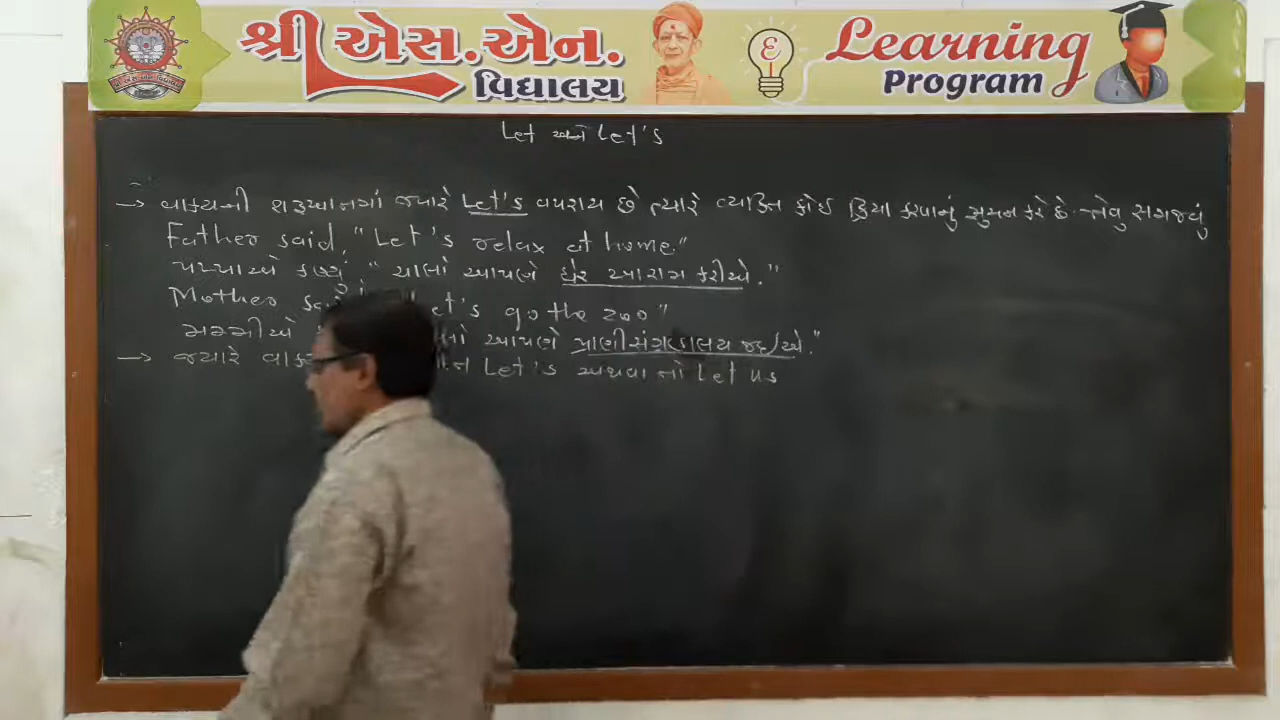 શ્રી એસ.એન. વિદ્યાલય
Learning Program
Let અને Let's
→ વાક્યની શરૂઆતમાં જ્યારે Let's વપરાય છે ત્યારે વ્યક્તિ કોઈ ક્રિયા કરવાનું સુચન કરે છે તેવુ સમજવું
Father said, "Let's relax at home."
પપ્પાએ કહ્યું, "ચાલો આપણે ઘેર આરામ કરીએ."
Mother go the zoo"
મમ્મીએ આપણે પ્રાણીસંગ્રહાલય જઈએ."
→ જ્યારે Let's અથવા તો Let us